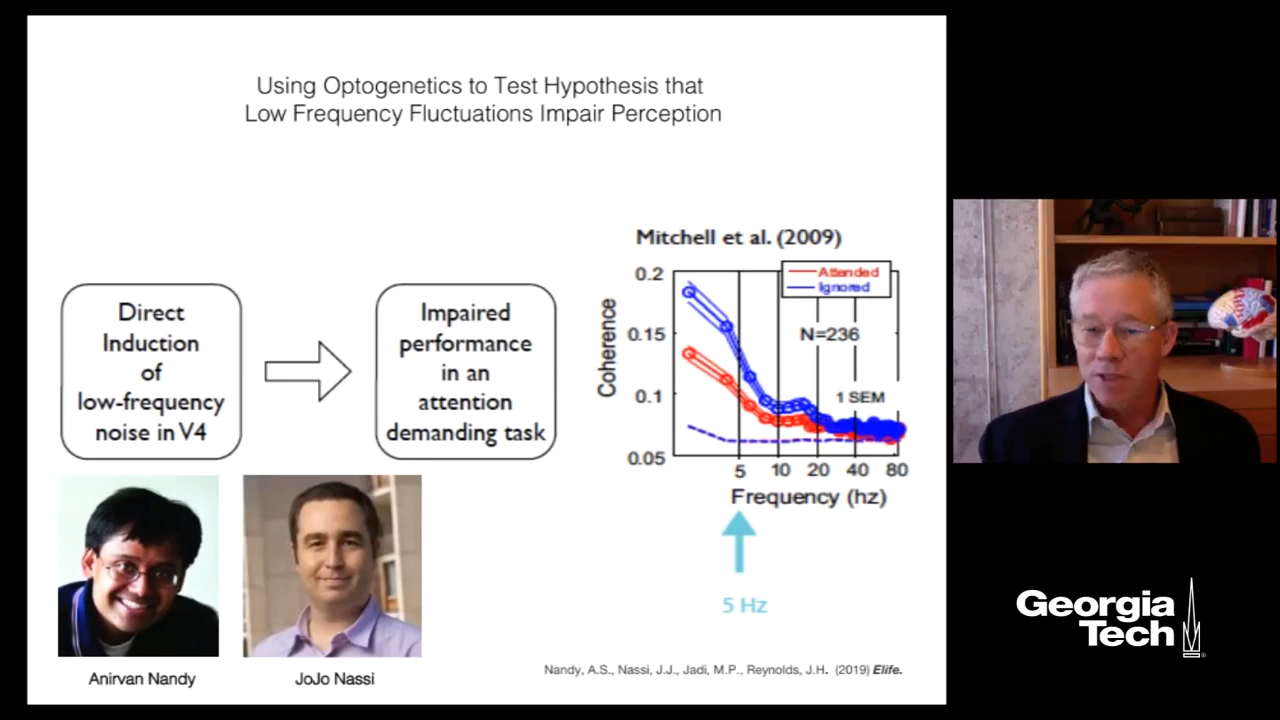 Using Optogenetics to Test Hypothesis that
Low Frequency Fluctuations Impair Perception
Direct
Induction
of
low-frequency
noise in V4
Impaired
performance
in an
attention
demanding task
Mitchell et al. (2009)
Attended
Ignored
N=236
1 SEM
Coherence
0.2
0.15
0.1
0.05
5 10 20 40 80
Frequency (hz)
5 Hz
Anirvan Nandy
JoJo Nassi
Nandy, A.S., Nassi, J.J., Jadi, M.P., Reynolds, J.H. (2019) Elife.
Georgia
Tech